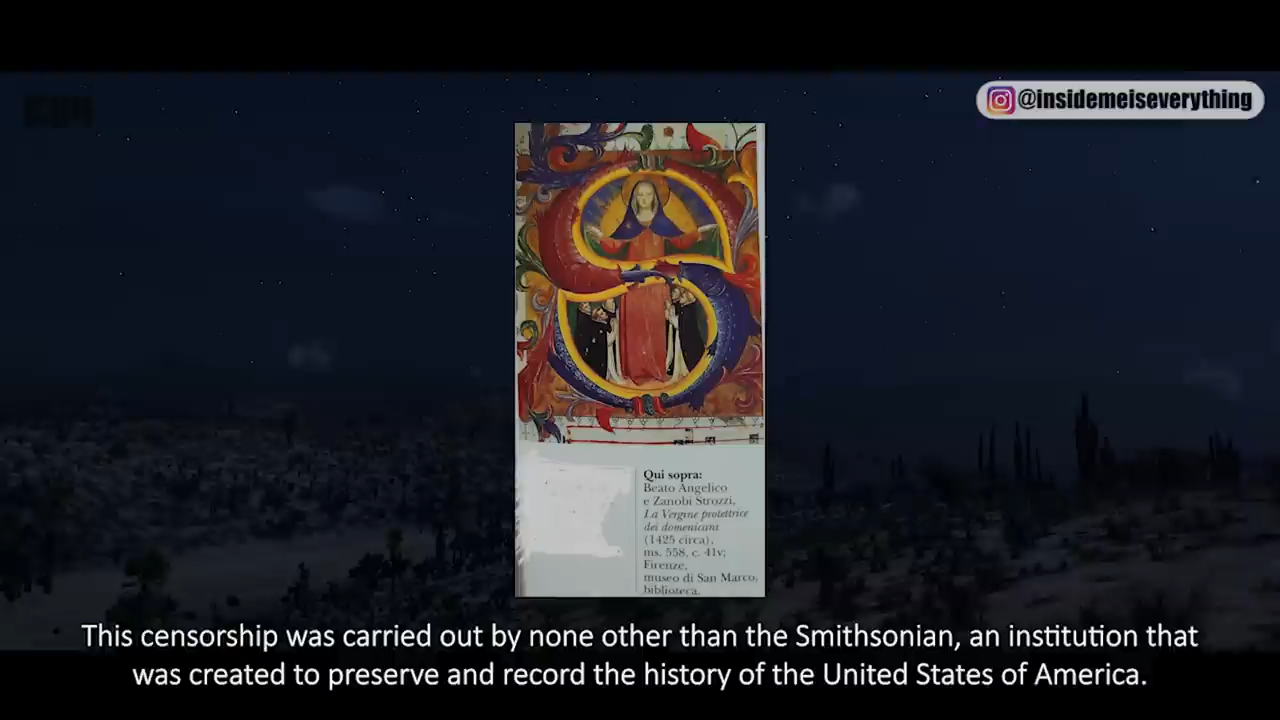 @insidemeiseverything
Qui sopra:
Beato Angelico
e Zanobi Strozzi,
La Vergine protettrice
dei domenicani
(1425 circa),
ms. 558, c. 41v;
Firenze,
museo di San Marco,
biblioteca.
This censorship was carried out by none other than the Smithsonian, an institution that
was created to preserve and record the history of the United States of America.